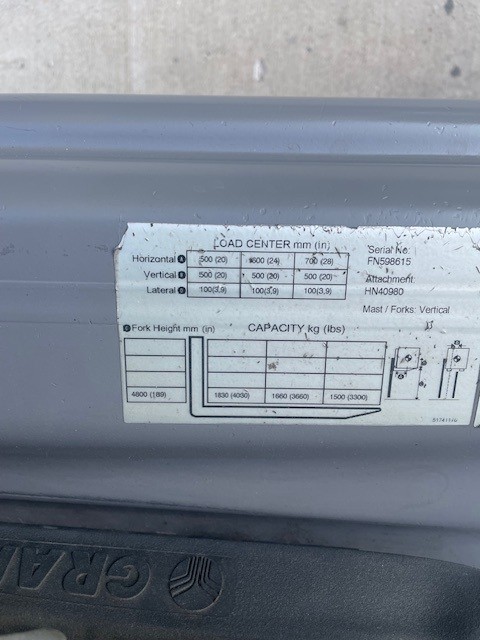 LOAD CENTER mm (in)
Horizontal A 500 (20) 600 (24) 700 (28)
Vertical B 500 (20) 500 (20) 500 (20)
Lateral C 100(3,9) 100(3,9) 100(3,9)
Serial No:
FN598615
Attachment:
HN40980
Mast / Forks: Vertical
D Fork Height mm (in) CAPACITY kg (lbs)
4800 (189) 1830 (4030) 1660 (3660) 1500 (3300)